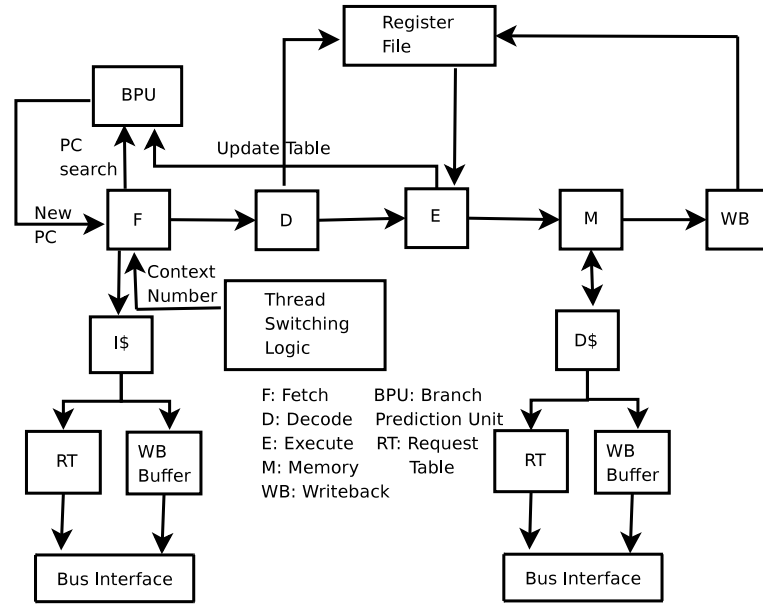 Register
File
BPU
PC
search
Update Table
New
PC
F
D
E
M
WB
Context
Number
Thread
Switching
Logic
I$
D$
F: Fetch BPU: Branch
D: Decode Prediction Unit
E: Execute RT: Request
M: Memory Table
WB: Writeback
RT
WB
Buffer
RT
WB
Buffer
Bus Interface
Bus Interface